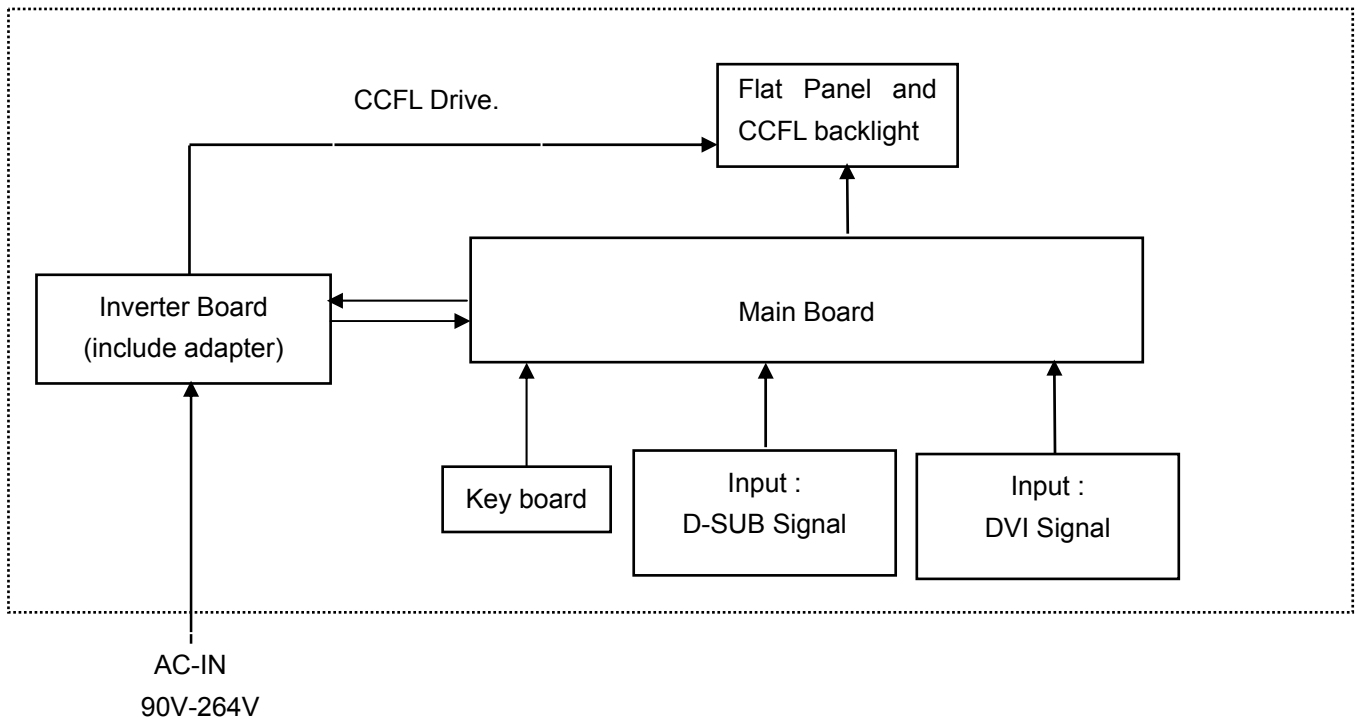 CCFL Drive.
Flat Panel and
CCFL backlight
Inverter Board
(include adapter)
Main Board
Key board
Input :
D-SUB Signal
Input :
DVI Signal
AC-IN
90V-264V